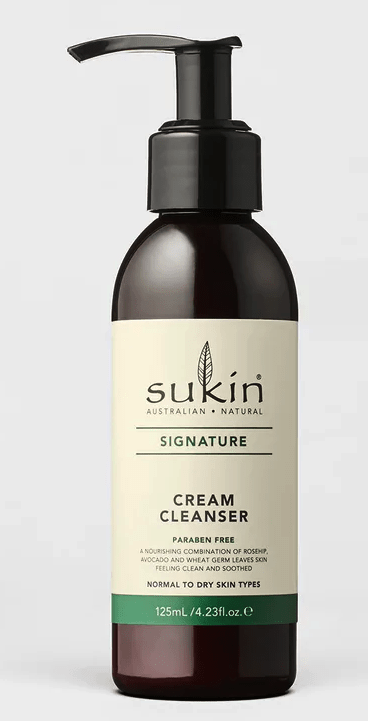 sukin®
AUSTRALIAN • NATURAL
SIGNATURE
CREAM
CLEANSER
PARABEN FREE
A NOURISHING COMBINATION OF ROSEHIP,
AVOCADO AND WHEAT GERM LEAVES SKIN
FEELING CLEAN AND SOOTHED
NORMAL TO DRY SKIN TYPES
125mL /4.23fl.oz.℮